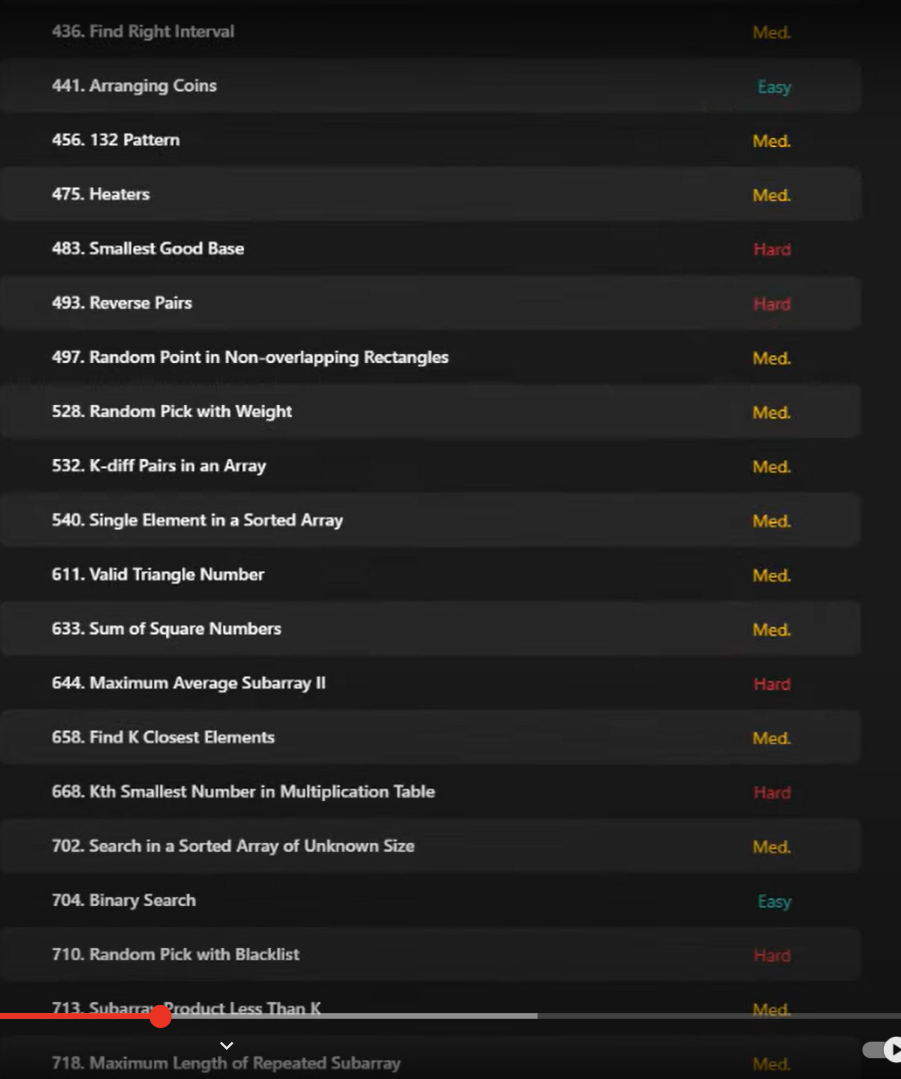 436. Find Right Interval Med.
441. Arranging Coins Easy
456. 132 Pattern Med.
475. Heaters Med.
483. Smallest Good Base Hard
493. Reverse Pairs Hard
497. Random Point in Non-overlapping Rectangles Med.
528. Random Pick with Weight Med.
532. K-diff Pairs in an Array Med.
540. Single Element in a Sorted Array Med.
611. Valid Triangle Number Med.
633. Sum of Square Numbers Med.
644. Maximum Average Subarray II Hard
658. Find K Closest Elements Med.
668. Kth Smallest Number in Multiplication Table Hard
702. Search in a Sorted Array of Unknown Size Med.
704. Binary Search Easy
710. Random Pick with Blacklist Hard
713. Subarray Product Less Than K Med.
718. Maximum Length of Repeated Subarray Med.